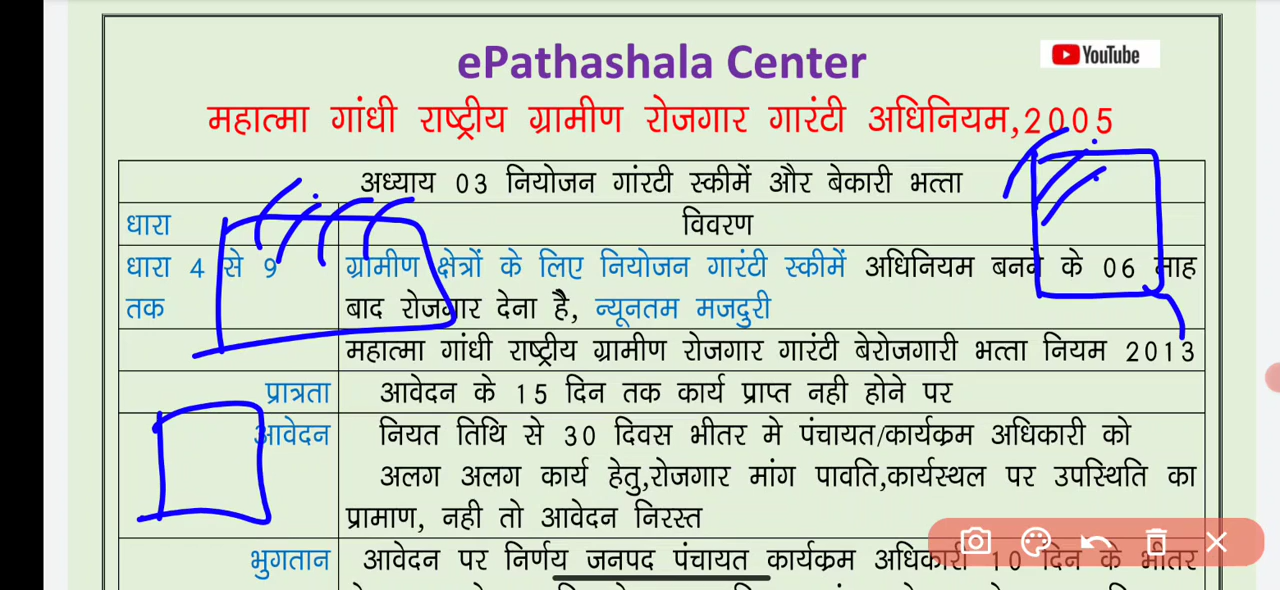 ePathashala Center
YouTube
महात्मा गांधी राष्ट्रीय ग्रामीण रोजगार गारंटी अधिनियम,2005
अध्याय 03 नियोजन गांरटी स्कीमें और बेकारी भत्ता
धारा विवरण
धारा 4 से 9 ग्रामीण क्षेत्रों के लिए नियोजन गारंटी स्कीमें अधिनियम बनने के 06 माह
तक बाद रोजगार देना है, न्यूनतम मजदुरी
महात्मा गांधी राष्ट्रीय ग्रामीण रोजगार गारंटी बेरोजगारी भत्ता नियम 2013
प्रात्रता आवेदन के 15 दिन तक कार्य प्राप्त नही होने पर
आवेदन नियत तिथि से 30 दिवस भीतर मे पंचायत/कार्यक्रम अधिकारी को
अलग अलग कार्य हेतु,रोजगार मांग पावति,कार्यस्थल पर उपस्थिति का
प्रामाण, नही तो आवेदन निरस्त
भुगतान आवेदन पर निर्णय जनपद पंचायत कार्यक्रम अधिकारी 10 दिन के भीतर